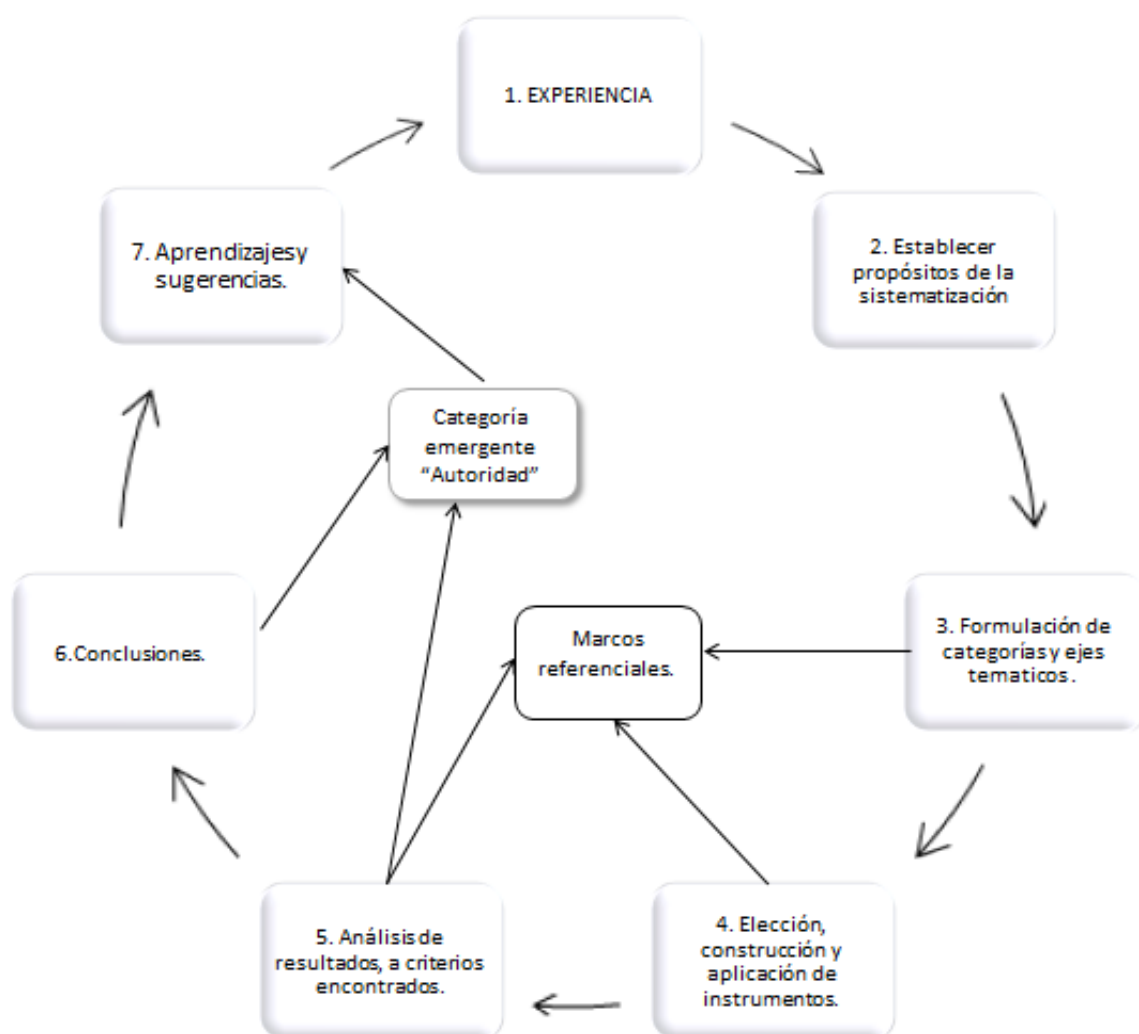 1. EXPERIENCIA
2. Establecer
propósitos de la
sistematización
3. Formulación de
categorías y ejes
tematicos .
4. Elección,
construcción y
aplicación de
instrumentos.
5. Análisis de
resultados, a criterios
encontrados.
6.Conclusiones.
7. Aprendizajes y
sugerencias.
Categoría
emergente
“Autoridad”
Marcos
referenciales.